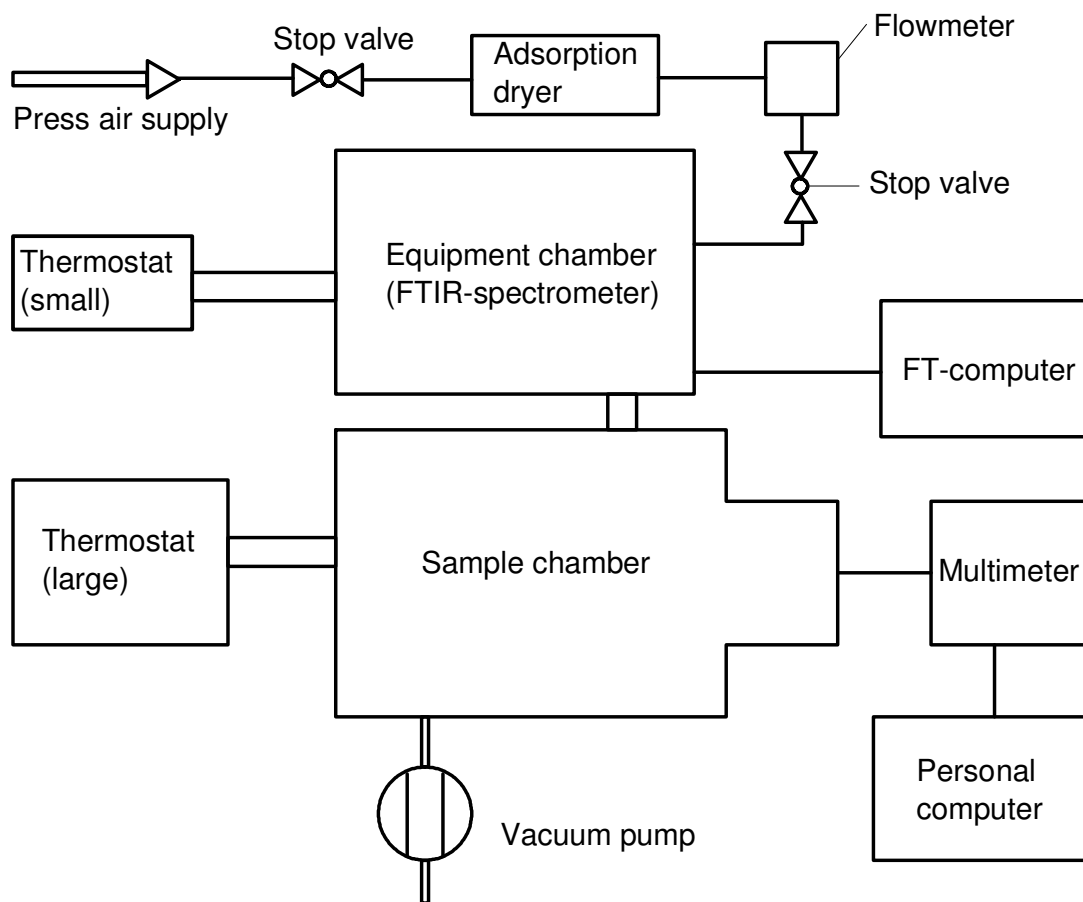 Stop valve
Adsorption
dryer
Flowmeter
Press air supply
Stop valve
Thermostat
(small)
Equipment chamber
(FTIR-spectrometer)
FT-computer
Thermostat
(large)
Sample chamber
Multimeter
Personal
computer
Vacuum pump